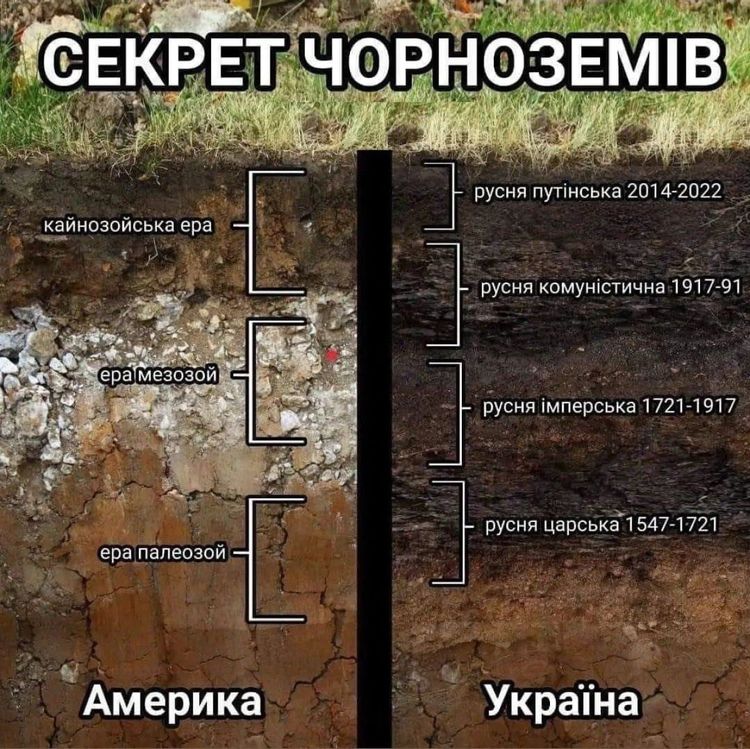 СЕКРЕТ ЧОРНОЗЕМІВ
кайнозойська ера
ера мезозой
ера палеозой
Америка
русня путінська 2014-2022
русня комуністична 1917-91
русня імперська 1721-1917
русня царська 1547-1721
Україна